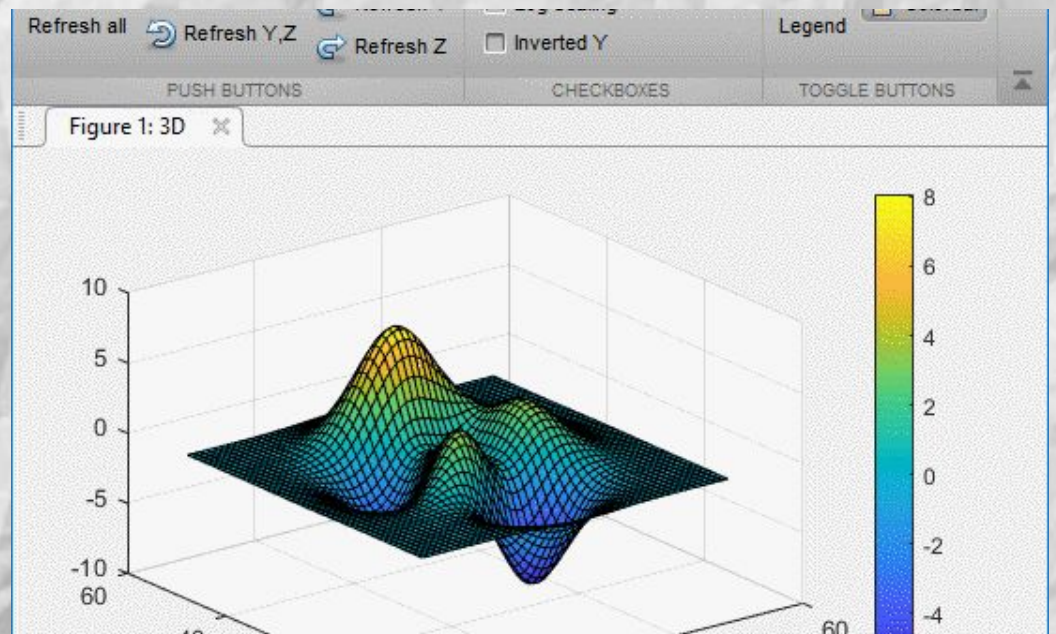 Refresh all
Refresh Y,Z
Refresh Z
Inverted Y
Legend
PUSH BUTTONS
CHECKBOXES
TOGGLE BUTTONS
Figure 1: 3D
10
5
0
-5
-10
60
60
8
6
4
2
0
-2
-4